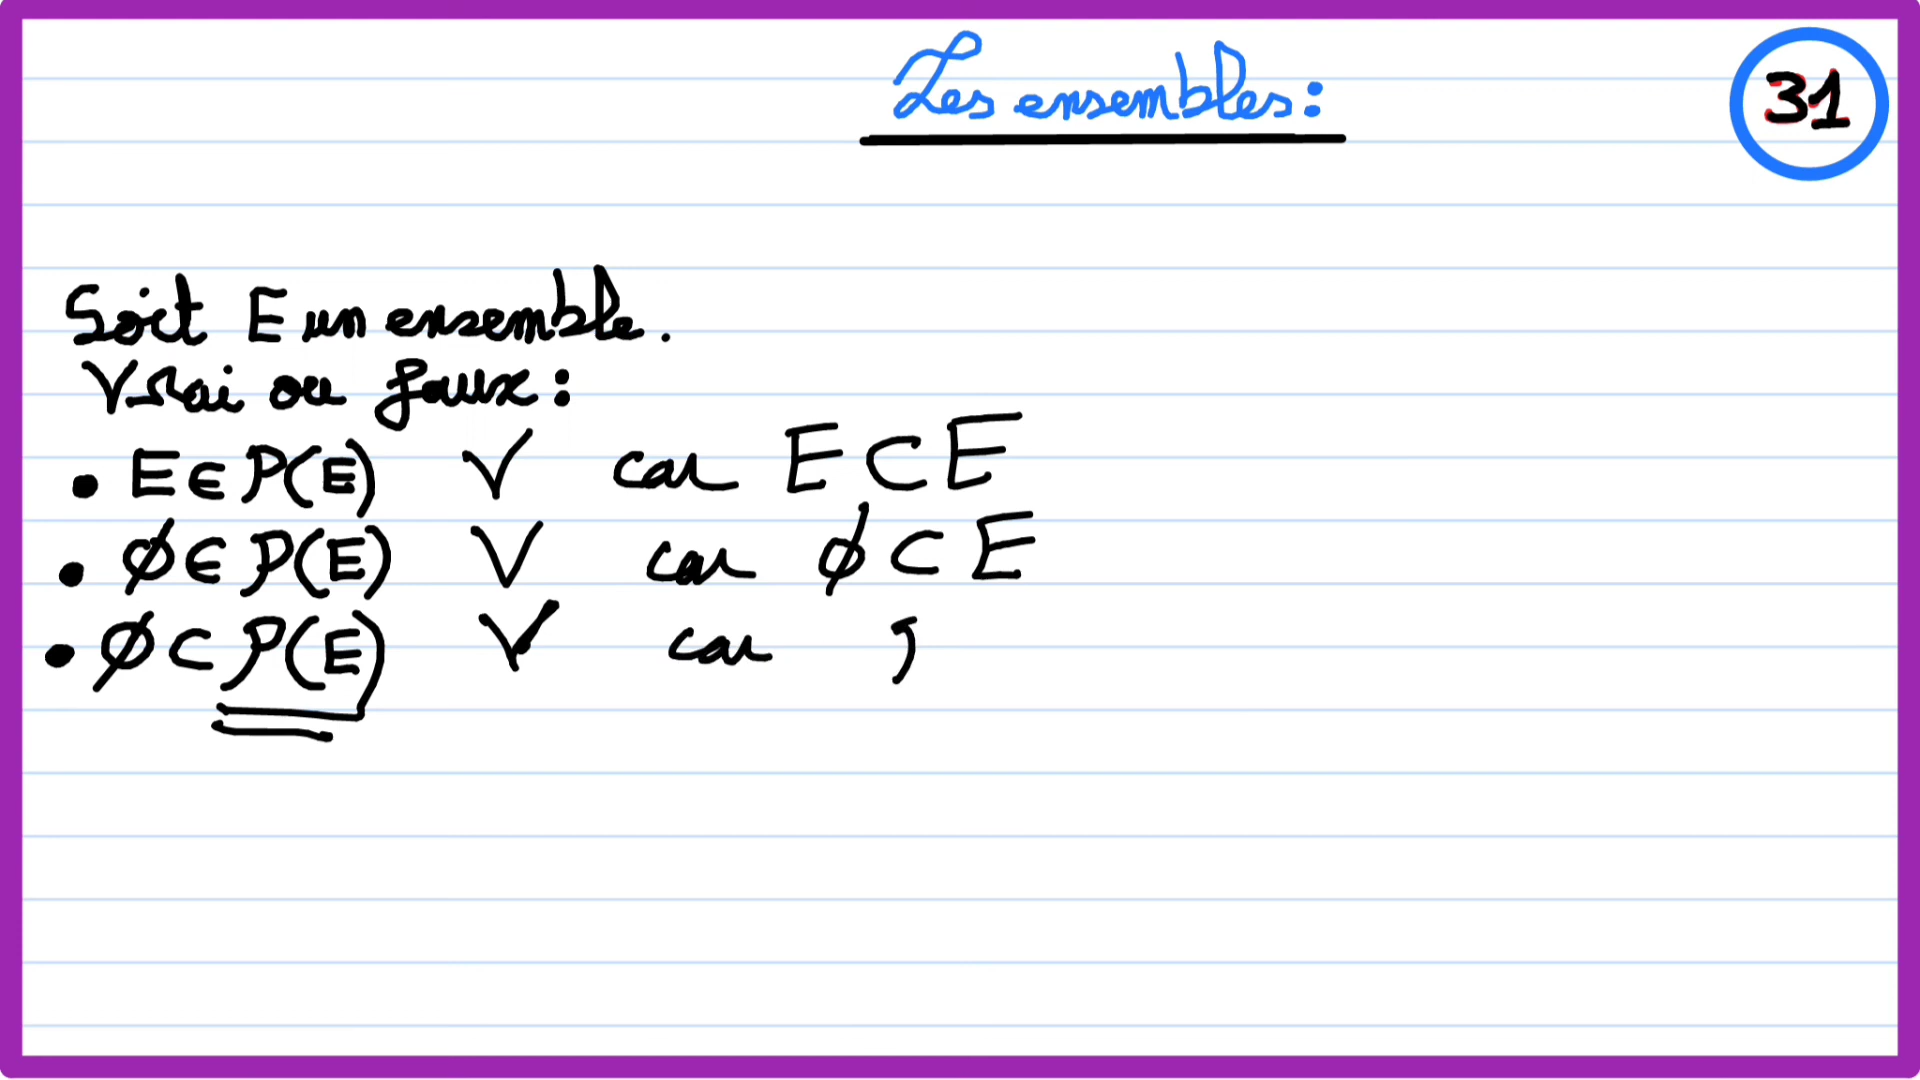 Les ensembles:
31
Soit E un ensemble.
Vrai ou faux:
• E∈P(E) V car E⊂E
• ∅∈P(E) V car ∅⊂E
• ∅⊂P(E) V car